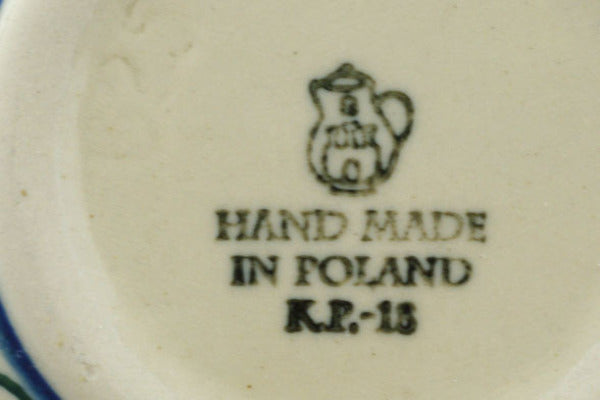 HAND MADE
IN POLAND
K.P.-18